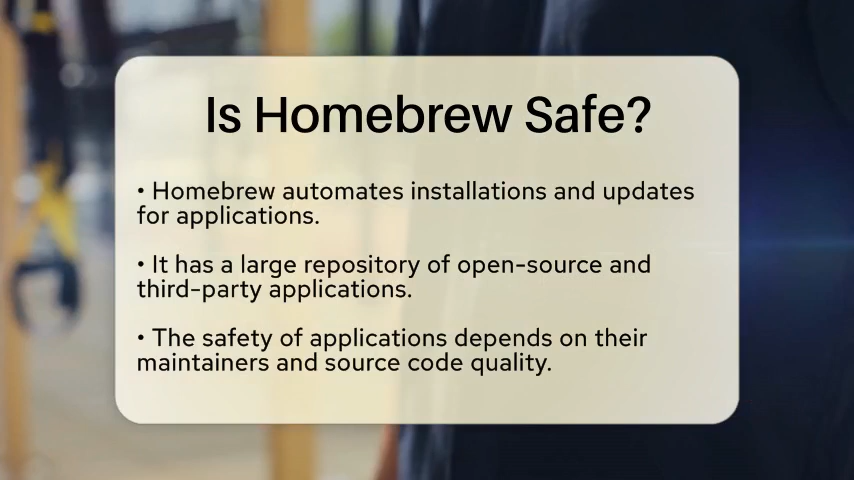 Is Homebrew Safe?
• Homebrew automates installations and updates
for applications.
• It has a large repository of open-source and
third-party applications.
• The safety of applications depends on their
maintainers and source code quality.